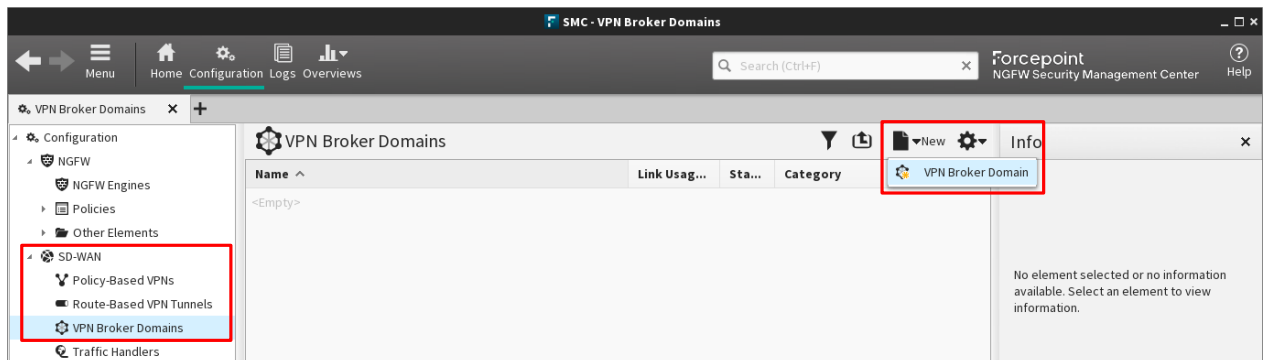 SMC - VPN Broker Domains
Menu
Home Configuration Logs Overviews
Search (Ctrl+F)
Forcepoint
NGFW Security Management Center
Help
VPN Broker Domains
Configuration
NGFW
NGFW Engines
Policies
Other Elements
SD-WAN
Policy-Based VPNs
Route-Based VPN Tunnels
VPN Broker Domains
Traffic Handlers
VPN Broker Domains
New
Name Link Usag... Sta... Category
<Empty>
VPN Broker Domain
Info
No element selected or no information
available. Select an element to view
information.